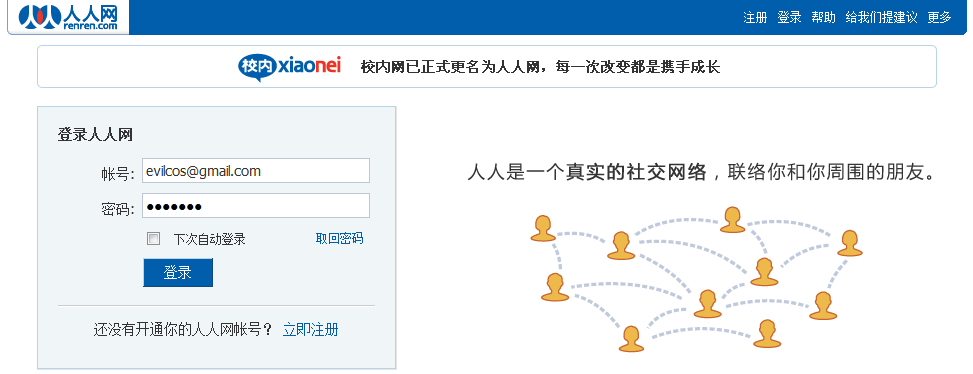 人人网
renren.com
注册 登录 帮助 给我们提建议 更多
校内 xiaonei 校内网已正式更名为人人网，每一次改变都是携手成长
登录人人网
帐号: evilcos@gmail.com
密码: •••••••
下次自动登录 取回密码
登录
还没有开通你的人人网帐号？ 立即注册
人人是一个真实的社交网络，联络你和你周围的朋友。